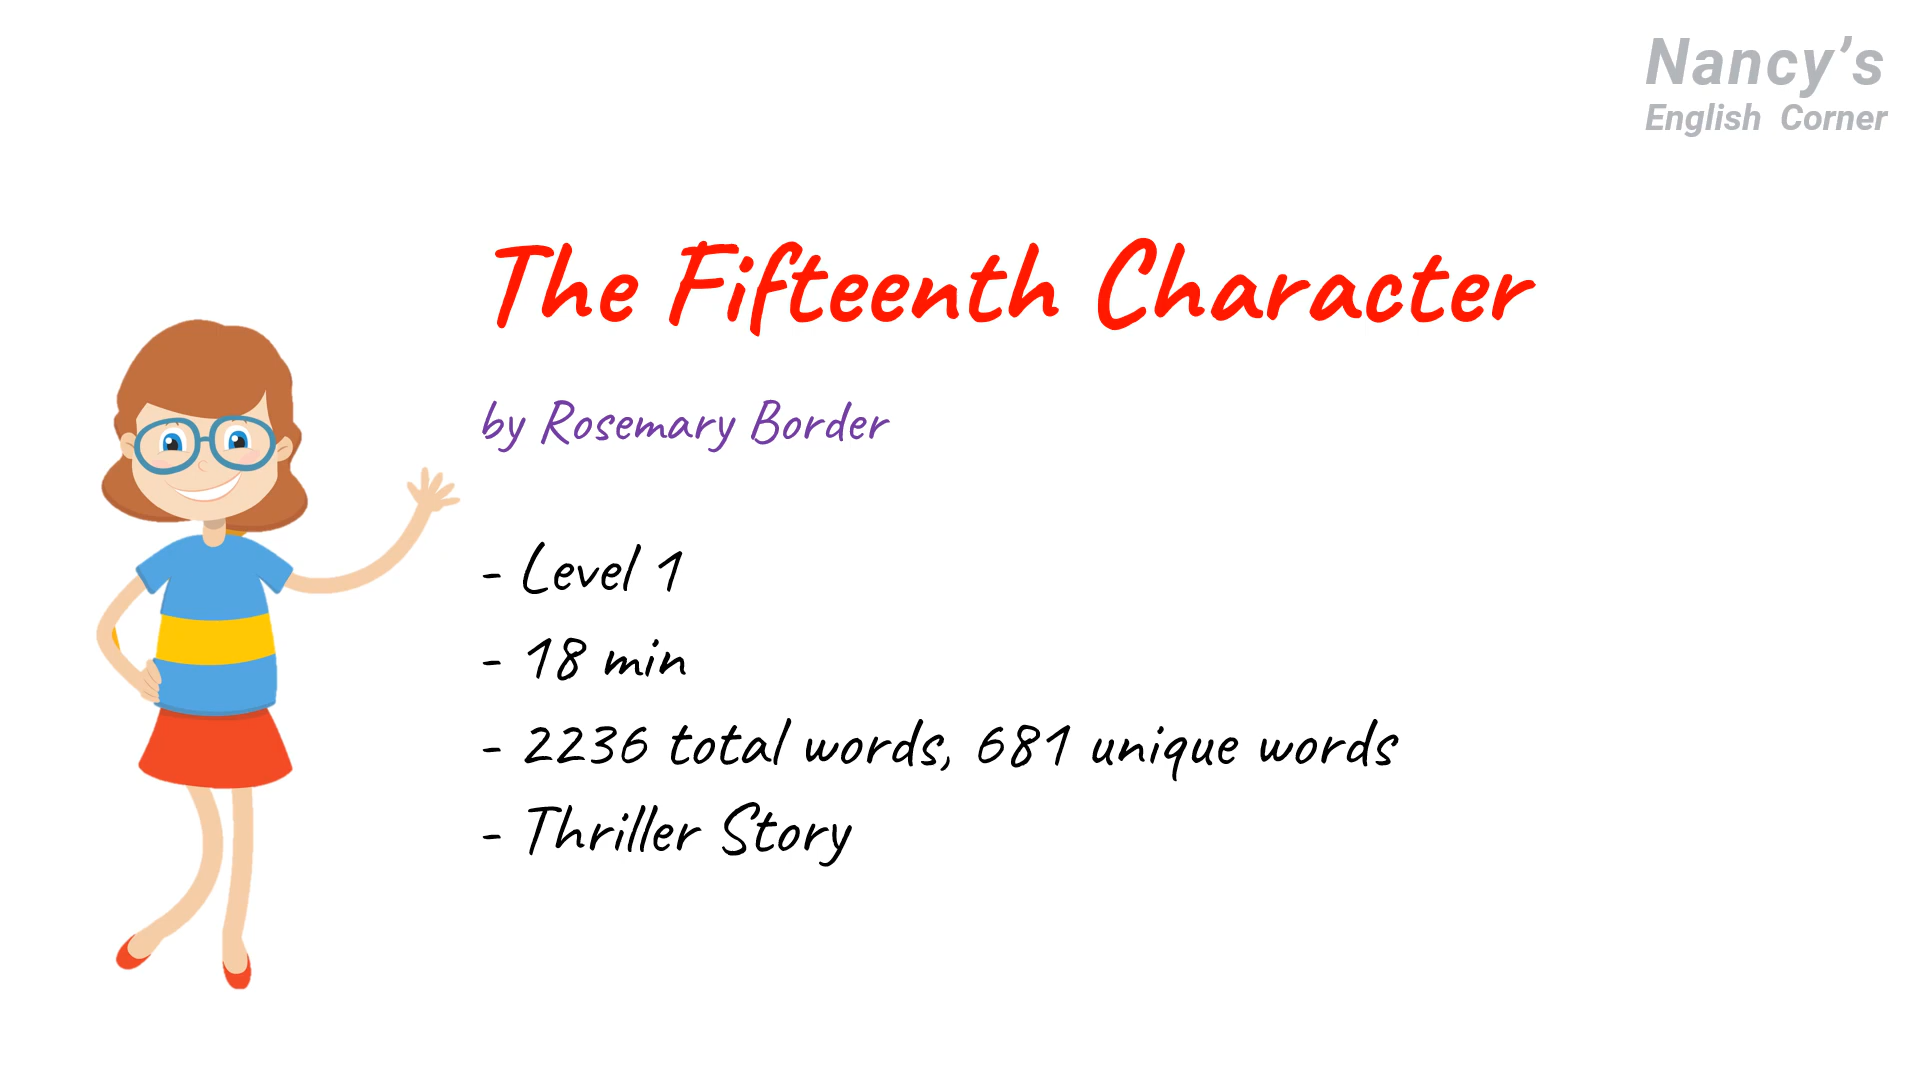 Nancy's
English Corner
The Fifteenth Character
by Rosemary Border
- Level 1
- 18 min
- 2236 total words, 681 unique words
- Thriller Story